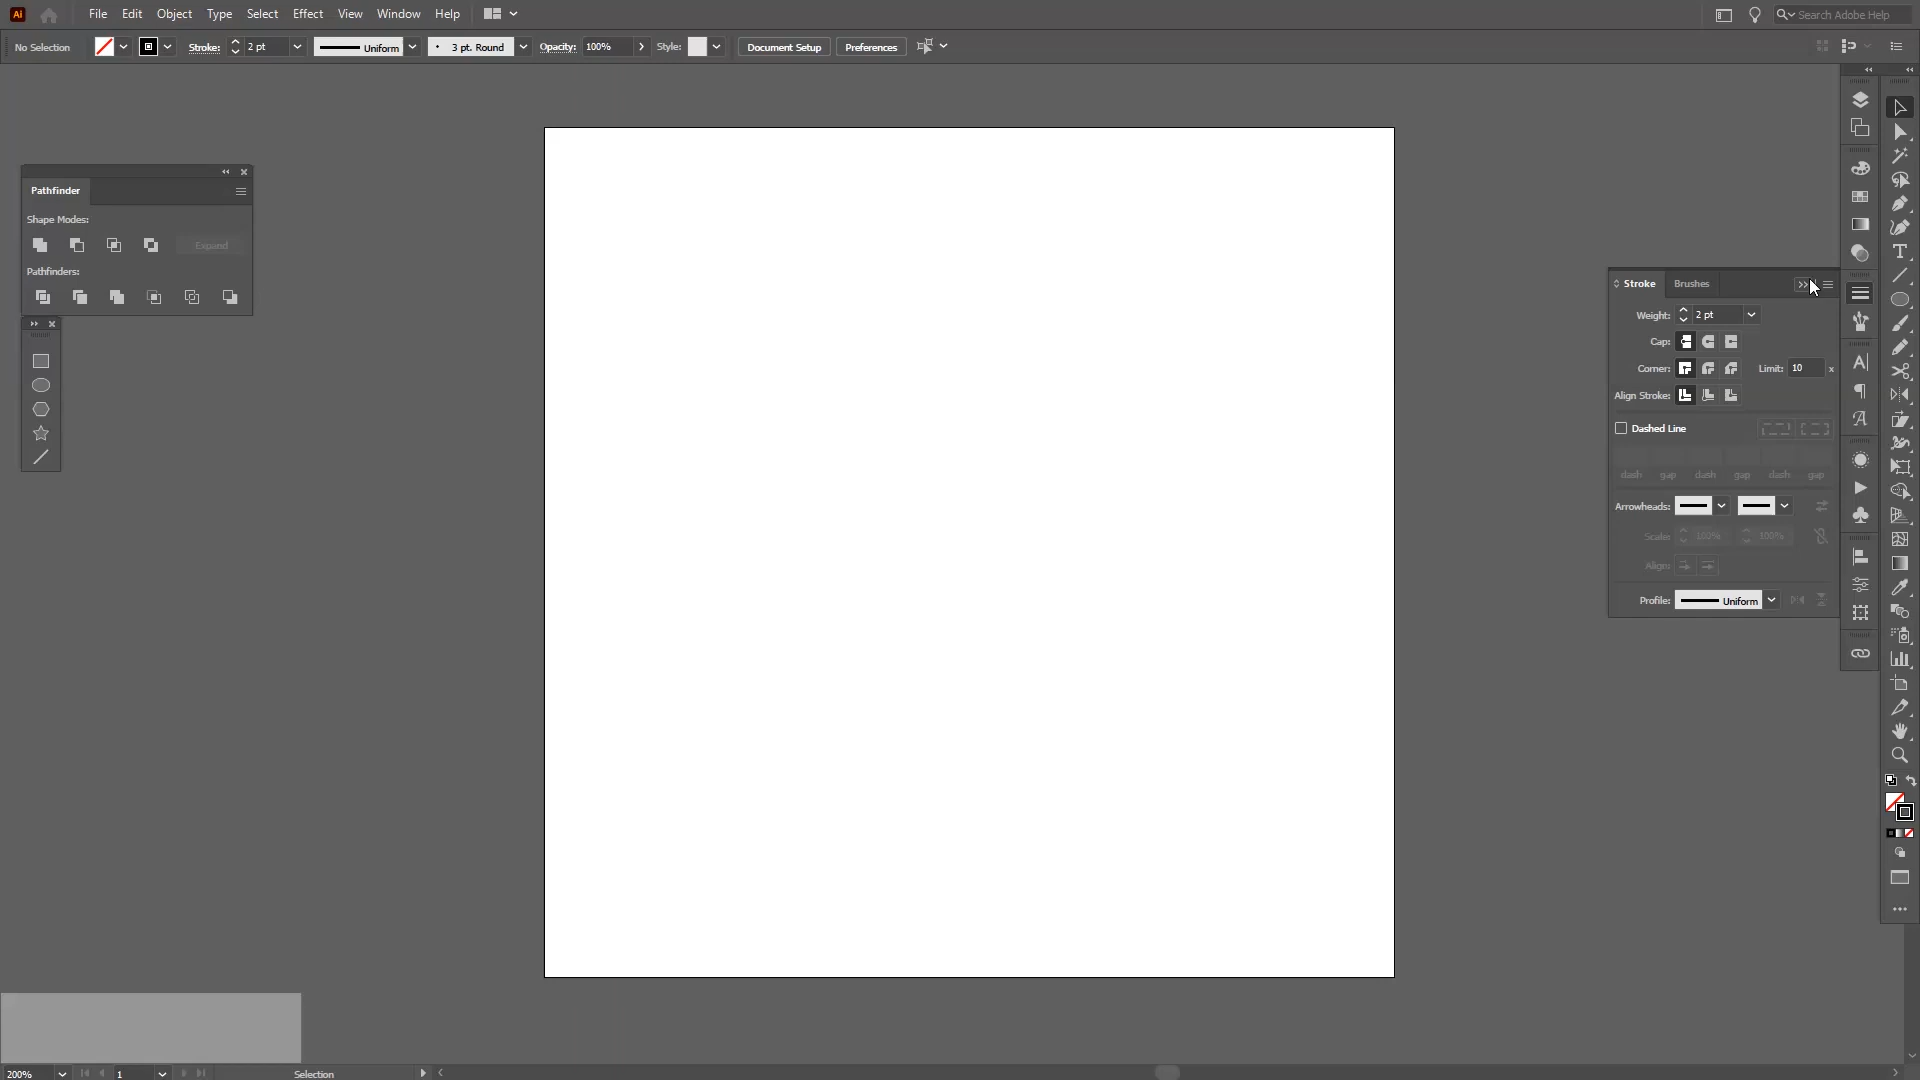 Ai File Edit Object Type Select Effect View Window Help Search Adobe Help
No Selection Stroke: 2 pt Uniform 3 pt. Round Opacity: 100% Style: Document Setup Preferences
Pathfinder
Shape Modes:
Expand
Pathfinders:
Stroke Brushes
Weight: 2 pt
Cap:
Corner: Limit: 10 x
Align Stroke:
Dashed Line
dash gap dash gap dash gap
Arrowheads:
Scale: 100% 100%
Align:
Profile: Uniform
200% 1 Selection